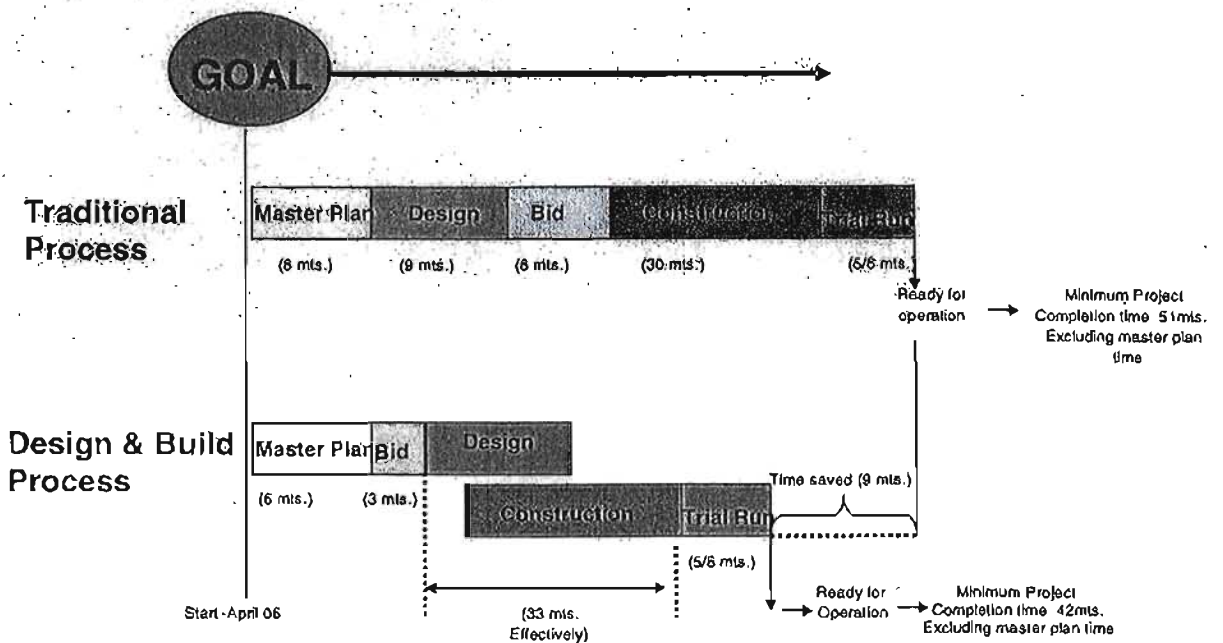 GOAL
Traditional
Process
Master Plan
Design
Bid
Construction
Trial Run
(6 mts.)
(9 mts.)
(6 mts.)
(30 mts.)
(5/6 mts.)
Ready for
operation
Minimum Project
Completion time 51mts.
Excluding master plan
time
Design & Build
Process
Master Plan
Bid
Design
(6 mts.)
(3 mts.)
Construction
Trial Run
Time saved (9 mts.)
(5/6 mts.)
Start-April 06
(33 mts.
Effectively)
Ready for
Operation
Minimum Project
Completion time 42mts.
Excluding master plan time